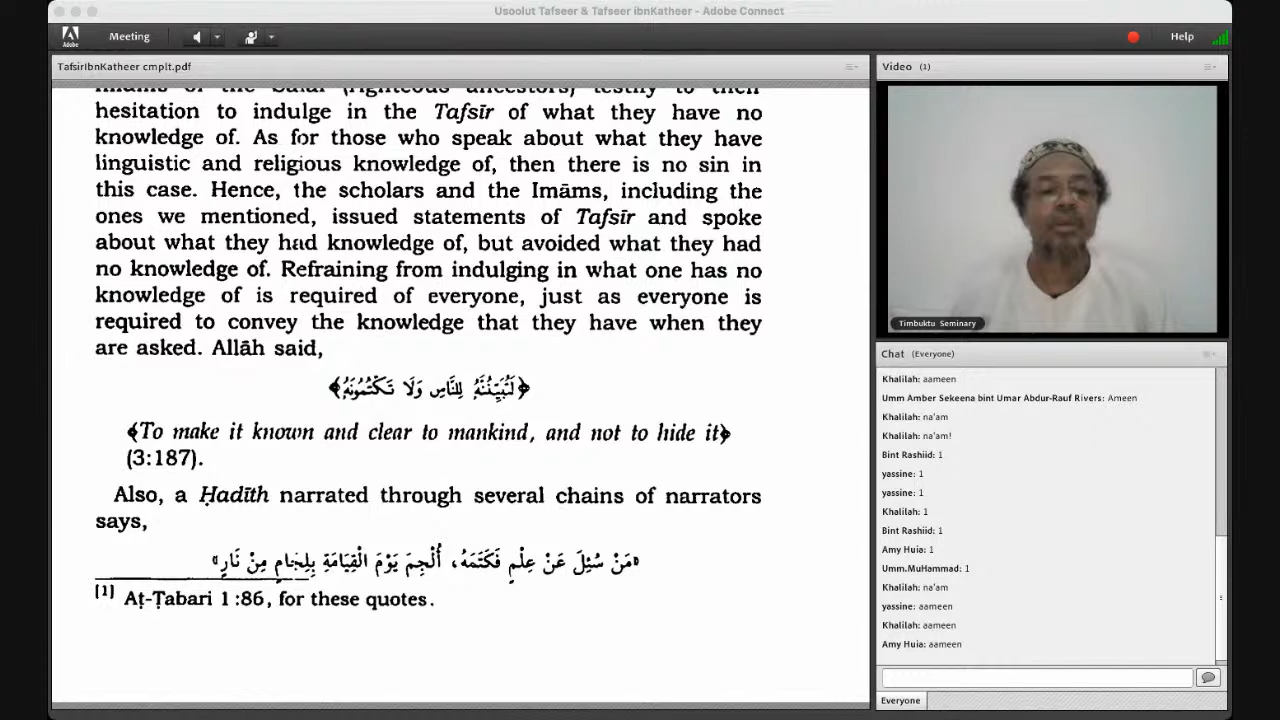 Usoolut Tafseer & Tafseer ibnKatheer - Adobe Connect
Adobe
Meeting
Help
TafsirIbnKatheer cmplt.pdf
Imāms of the Salaf (righteous ancestors) testify to their
hesitation to indulge in the Tafsīr of what they have no
knowledge of. As for those who speak about what they have
linguistic and religious knowledge of, then there is no sin in
this case. Hence, the scholars and the Imāms, including the
ones we mentioned, issued statements of Tafsīr and spoke
about what they had knowledge of, but avoided what they had
no knowledge of. Refraining from indulging in what one has no
knowledge of is required of everyone, just as everyone is
required to convey the knowledge that they have when they
are asked. Allāh said,
﴿لَتُبَيِّنُنَّهُ لِلنَّاسِ وَلَا تَكْتُمُونَهُ﴾
﴾To make it known and clear to mankind, and not to hide it﴿
(3:187).
Also, a Ḥadīth narrated through several chains of narrators
says,
«مَنْ سُئِلَ عَنْ عِلْمٍ فَكَتَمَهُ، أُلْجِمَ يَوْمَ الْقِيَامَةِ بِلِجَامٍ مِنْ نَارٍ»
[1] Aṭ-Ṭabari 1:86, for these quotes.
Video (1)
Timbuktu Seminary
Chat (Everyone)
Khalilah: aameen
Umm Amber Sekeena bint Umar Abdur-Rauf Rivers: Ameen
Khalilah: na'am
Khalilah: na'am!
Bint Rashiid: 1
yassine: 1
yassine: 1
Khalilah: 1
Bint Rashiid: 1
Amy Huia: 1
Umm.MuHammad: 1
Khalilah: na'am
yassine: aameen
Khalilah: aameen
Amy Huia: aameen
Everyone